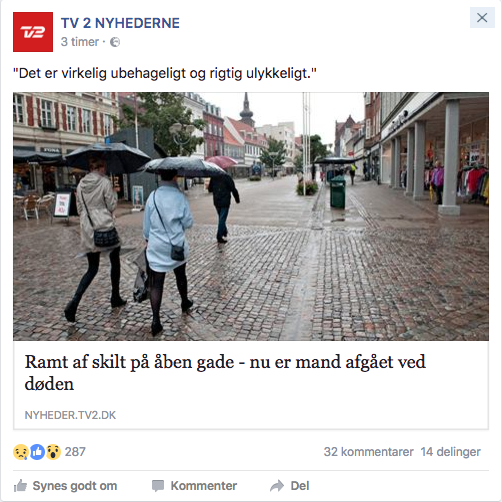 TV 2 NYHEDERNE
3 timer ·
"Det er virkelig ubehageligt og rigtig ulykkeligt."
Ramt af skilt på åben gade - nu er mand afgået ved
døden
NYHEDER.TV2.DK
287
32 kommentarer 14 delinger
Synes godt om Kommenter Del